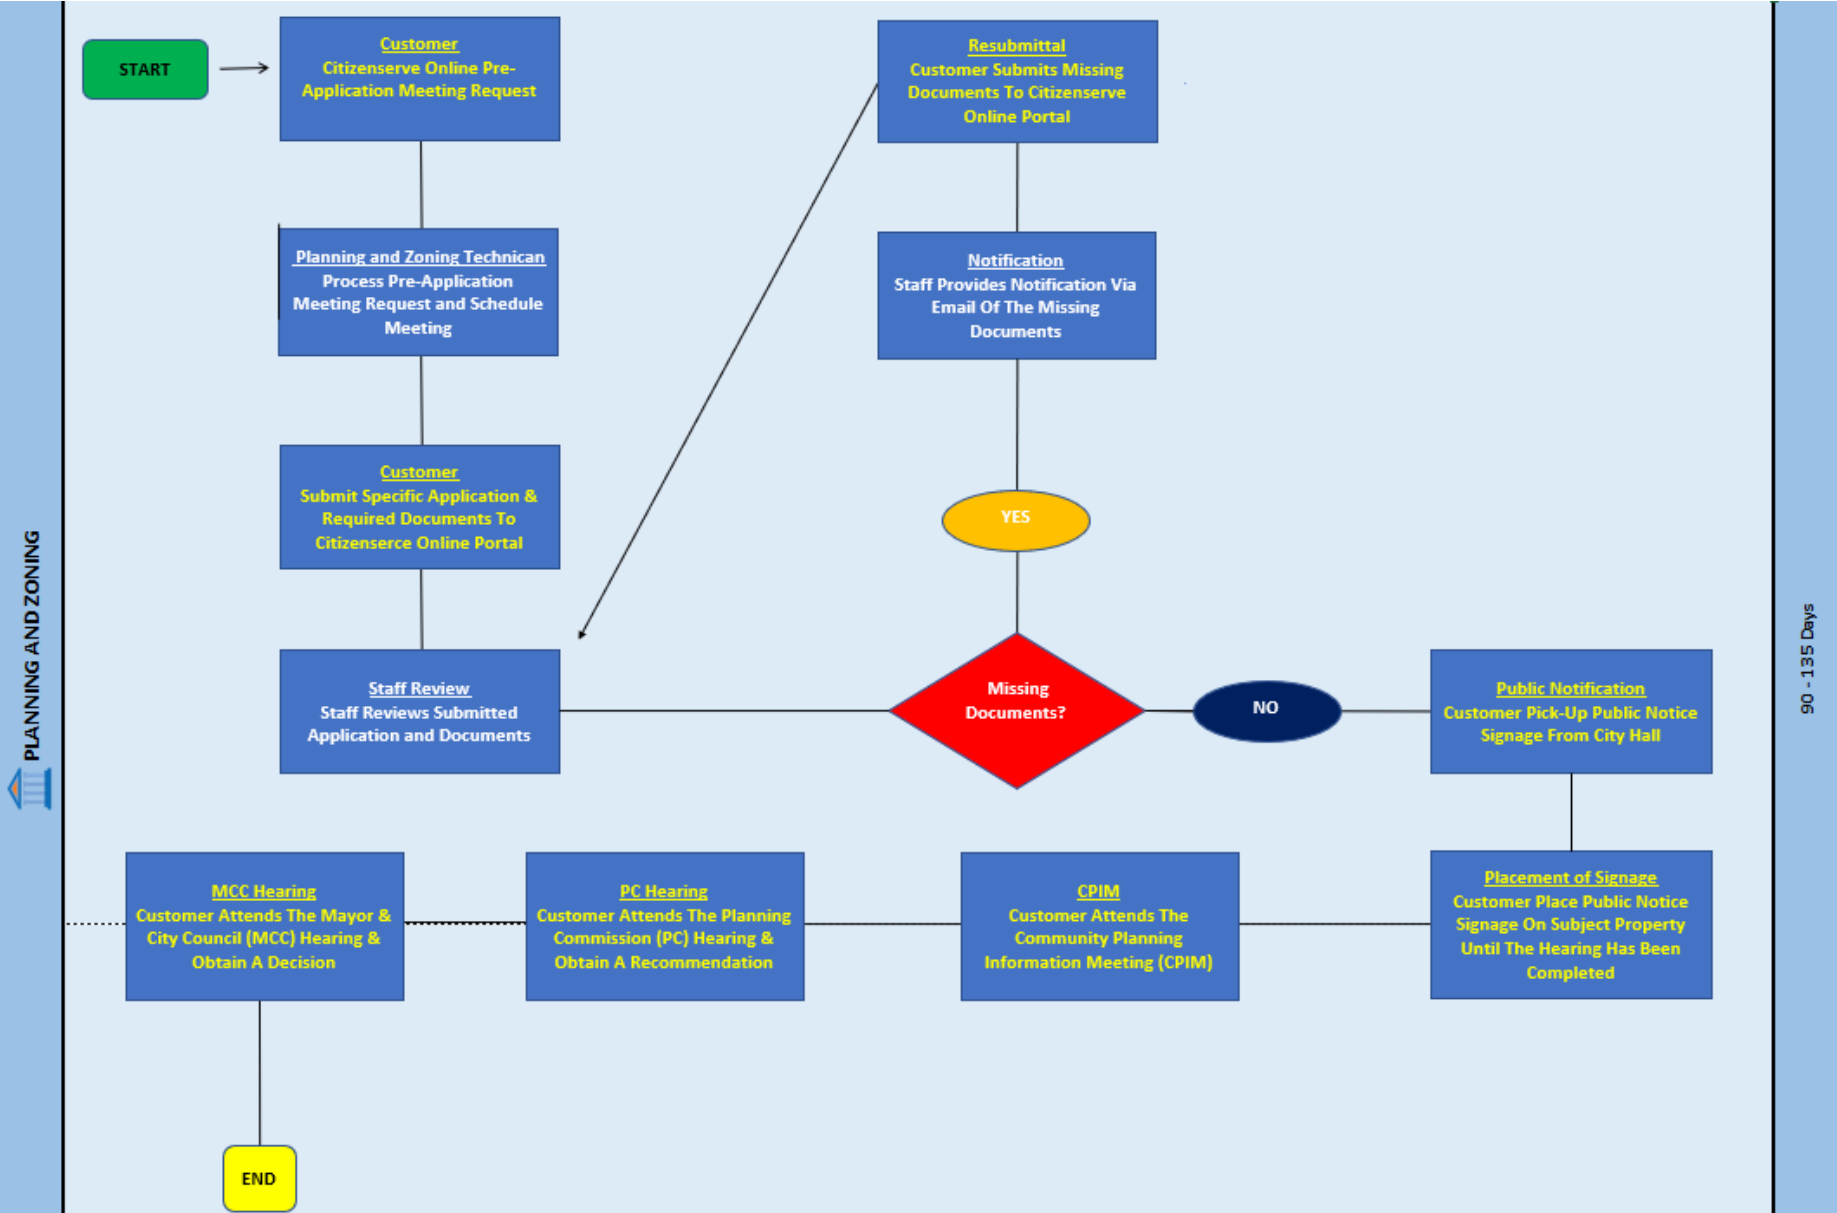 PLANNING AND ZONING
START
Customer
Citizenserve Online Pre-
Application Meeting Request
Planning and Zoning Technican
Process Pre-Application
Meeting Request and Schedule
Meeting
Customer
Submit Specific Application &
Required Documents To
Citizenserce Online Portal
Staff Review
Staff Reviews Submitted
Application and Documents
Missing
Documents?
YES
Notification
Staff Provides Notification Via
Email Of The Missing
Documents
Resubmittal
Customer Submits Missing
Documents To Citizenserve
Online Portal
NO
Public Notification
Customer Pick-Up Public Notice
Signage From City Hall
Placement of Signage
Customer Place Public Notice
Signage On Subject Property
Until The Hearing Has Been
Completed
CPIM
Customer Attends The
Community Planning
Information Meeting (CPIM)
PC Hearing
Customer Attends The Planning
Commission (PC) Hearing &
Obtain A Recommendation
MCC Hearing
Customer Attends The Mayor &
City Council (MCC) Hearing &
Obtain A Decision
END
90 - 135 Days